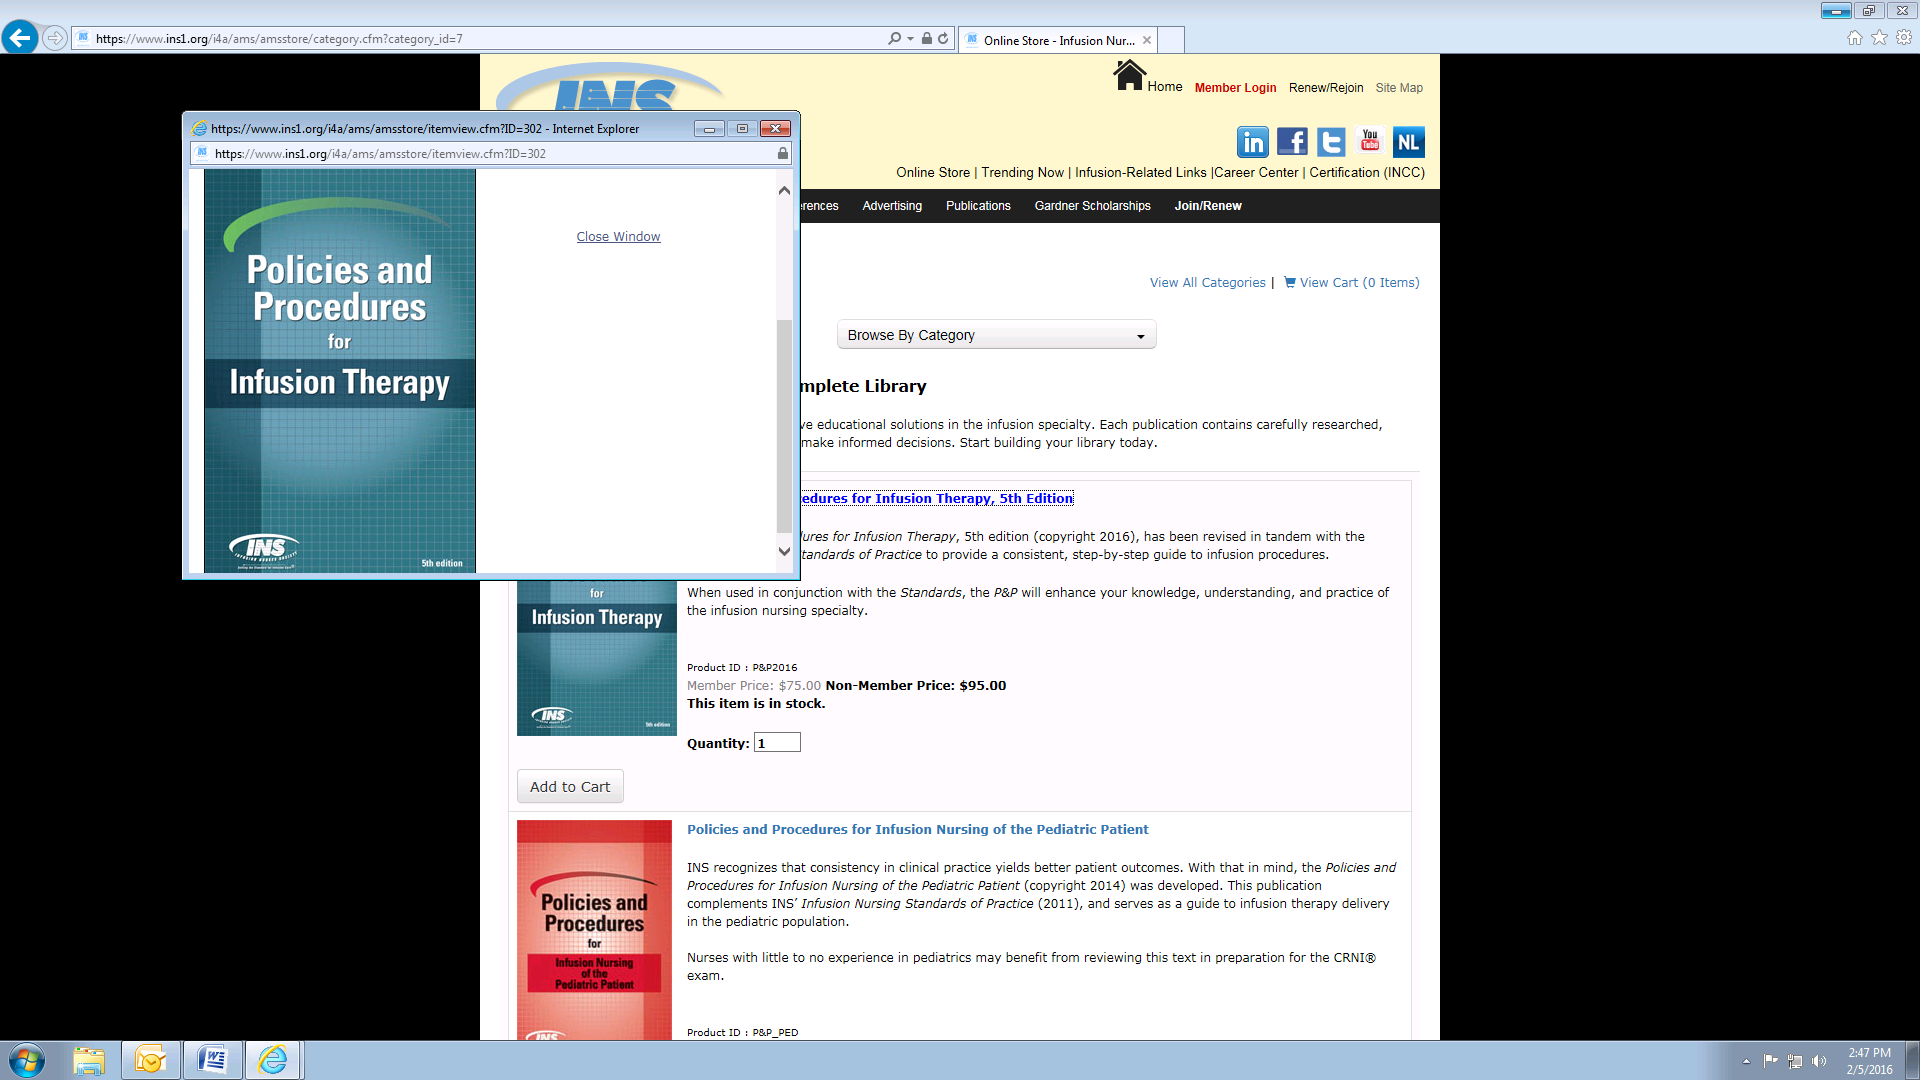 https://www.ins1.org/i4a/ams/amsstore/category.cfm?category_id=7
Online Store - Infusion Nur...
INS
Home
Member Login
Renew/Rejoin
Site Map
in
f
t
You
Tube
NL
Online Store | Trending Now | Infusion-Related Links |Career Center | Certification (INCC)
erences
Advertising
Publications
Gardner Scholarships
Join/Renew
https://www.ins1.org/i4a/ams/amsstore/itemview.cfm?ID=302 - Internet Explorer
https://www.ins1.org/i4a/ams/amsstore/itemview.cfm?ID=302
Policies and
Procedures
for
Infusion Therapy
INS
5th edition
Close Window
View All Categories | View Cart (0 Items)
Browse By Category
mplete Library
ve educational solutions in the infusion specialty. Each publication contains carefully researched,
make informed decisions. Start building your library today.
edures for Infusion Therapy, 5th Edition
ures for Infusion Therapy, 5th edition (copyright 2016), has been revised in tandem with the
tandards of Practice to provide a consistent, step-by-step guide to infusion procedures.
When used in conjunction with the Standards, the P&P will enhance your knowledge, understanding, and practice of
the infusion nursing specialty.
for
Infusion Therapy
INS
5th edition
Product ID : P&P2016
Member Price: $75.00 Non-Member Price: $95.00
This item is in stock.
Quantity: 1
Add to Cart
Policies and Procedures for Infusion Nursing of the Pediatric Patient
INS recognizes that consistency in clinical practice yields better patient outcomes. With that in mind, the Policies and
Procedures for Infusion Nursing of the Pediatric Patient (copyright 2014) was developed. This publication
complements INS’ Infusion Nursing Standards of Practice (2011), and serves as a guide to infusion therapy delivery
in the pediatric population.
Nurses with little to no experience in pediatrics may benefit from reviewing this text in preparation for the CRNI®
exam.
Product ID : P&P_PED
Policies and
Procedures
for
Infusion Nursing
of the
Pediatric Patient
2:47 PM
2/5/2016